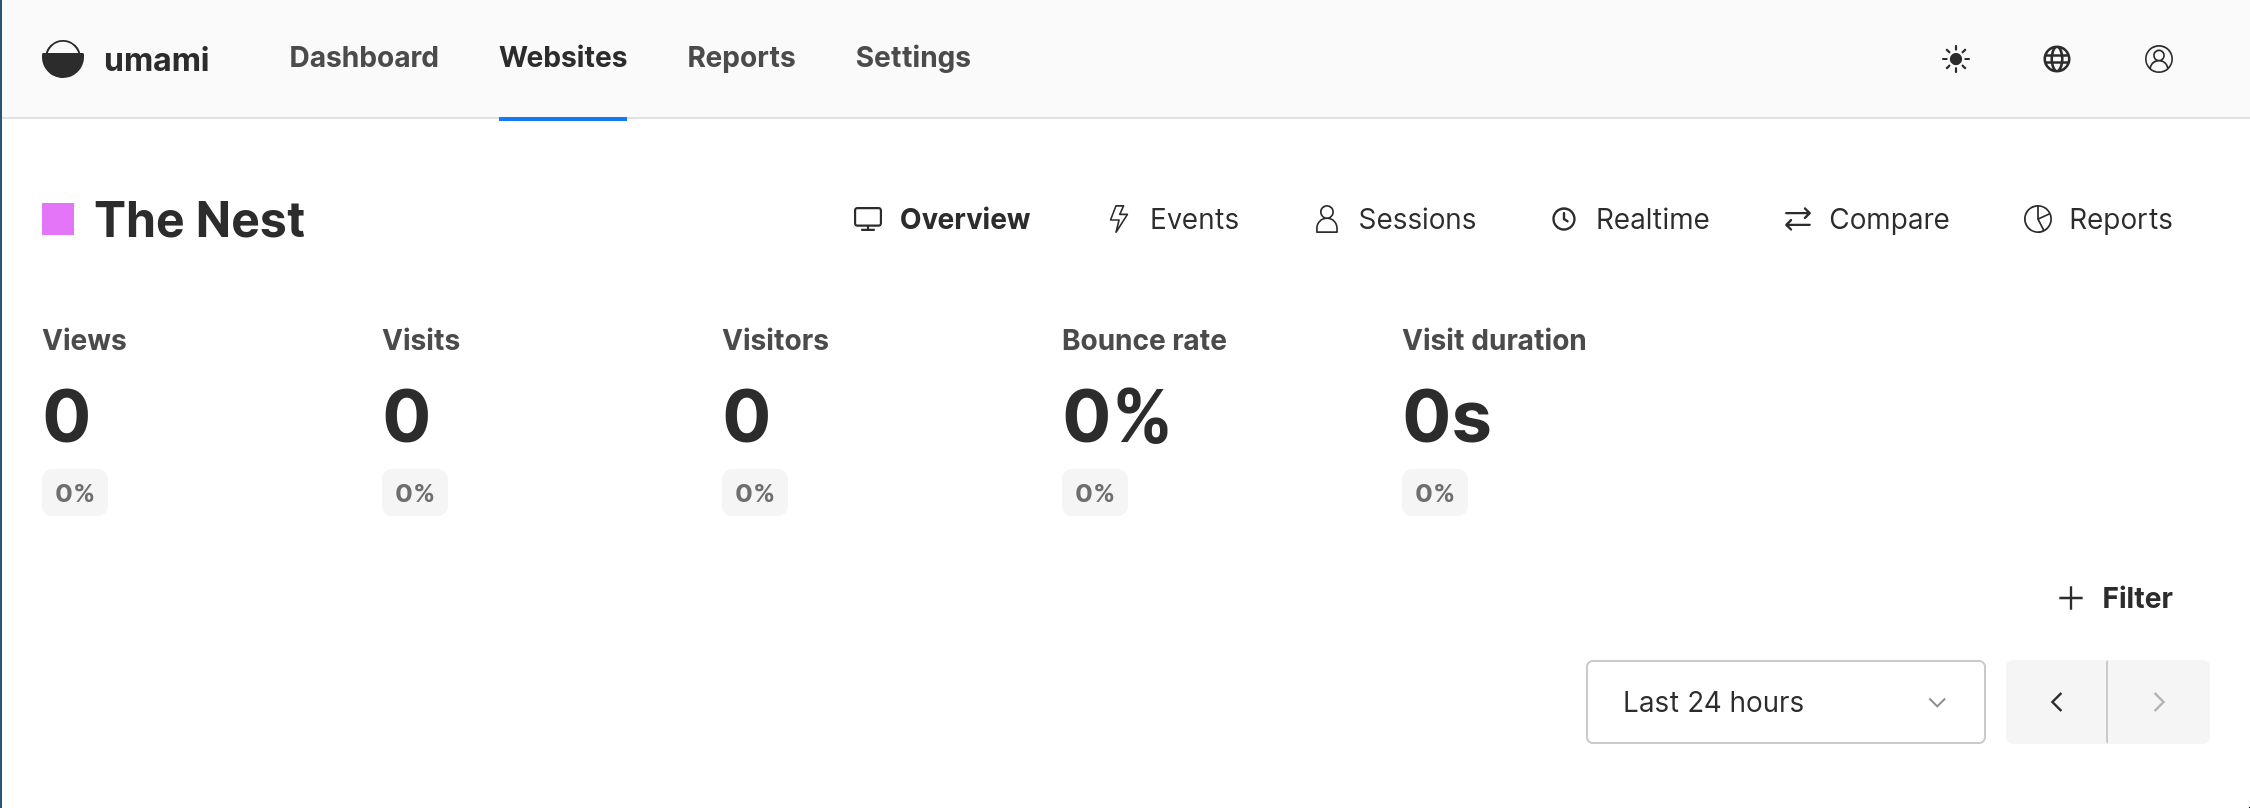 umami Dashboard Websites Reports Settings
The Nest Overview Events Sessions Realtime Compare Reports
Views Visits Visitors Bounce rate Visit duration
0 0 0 0% 0s
0% 0% 0% 0% 0%
Filter
Last 24 hours